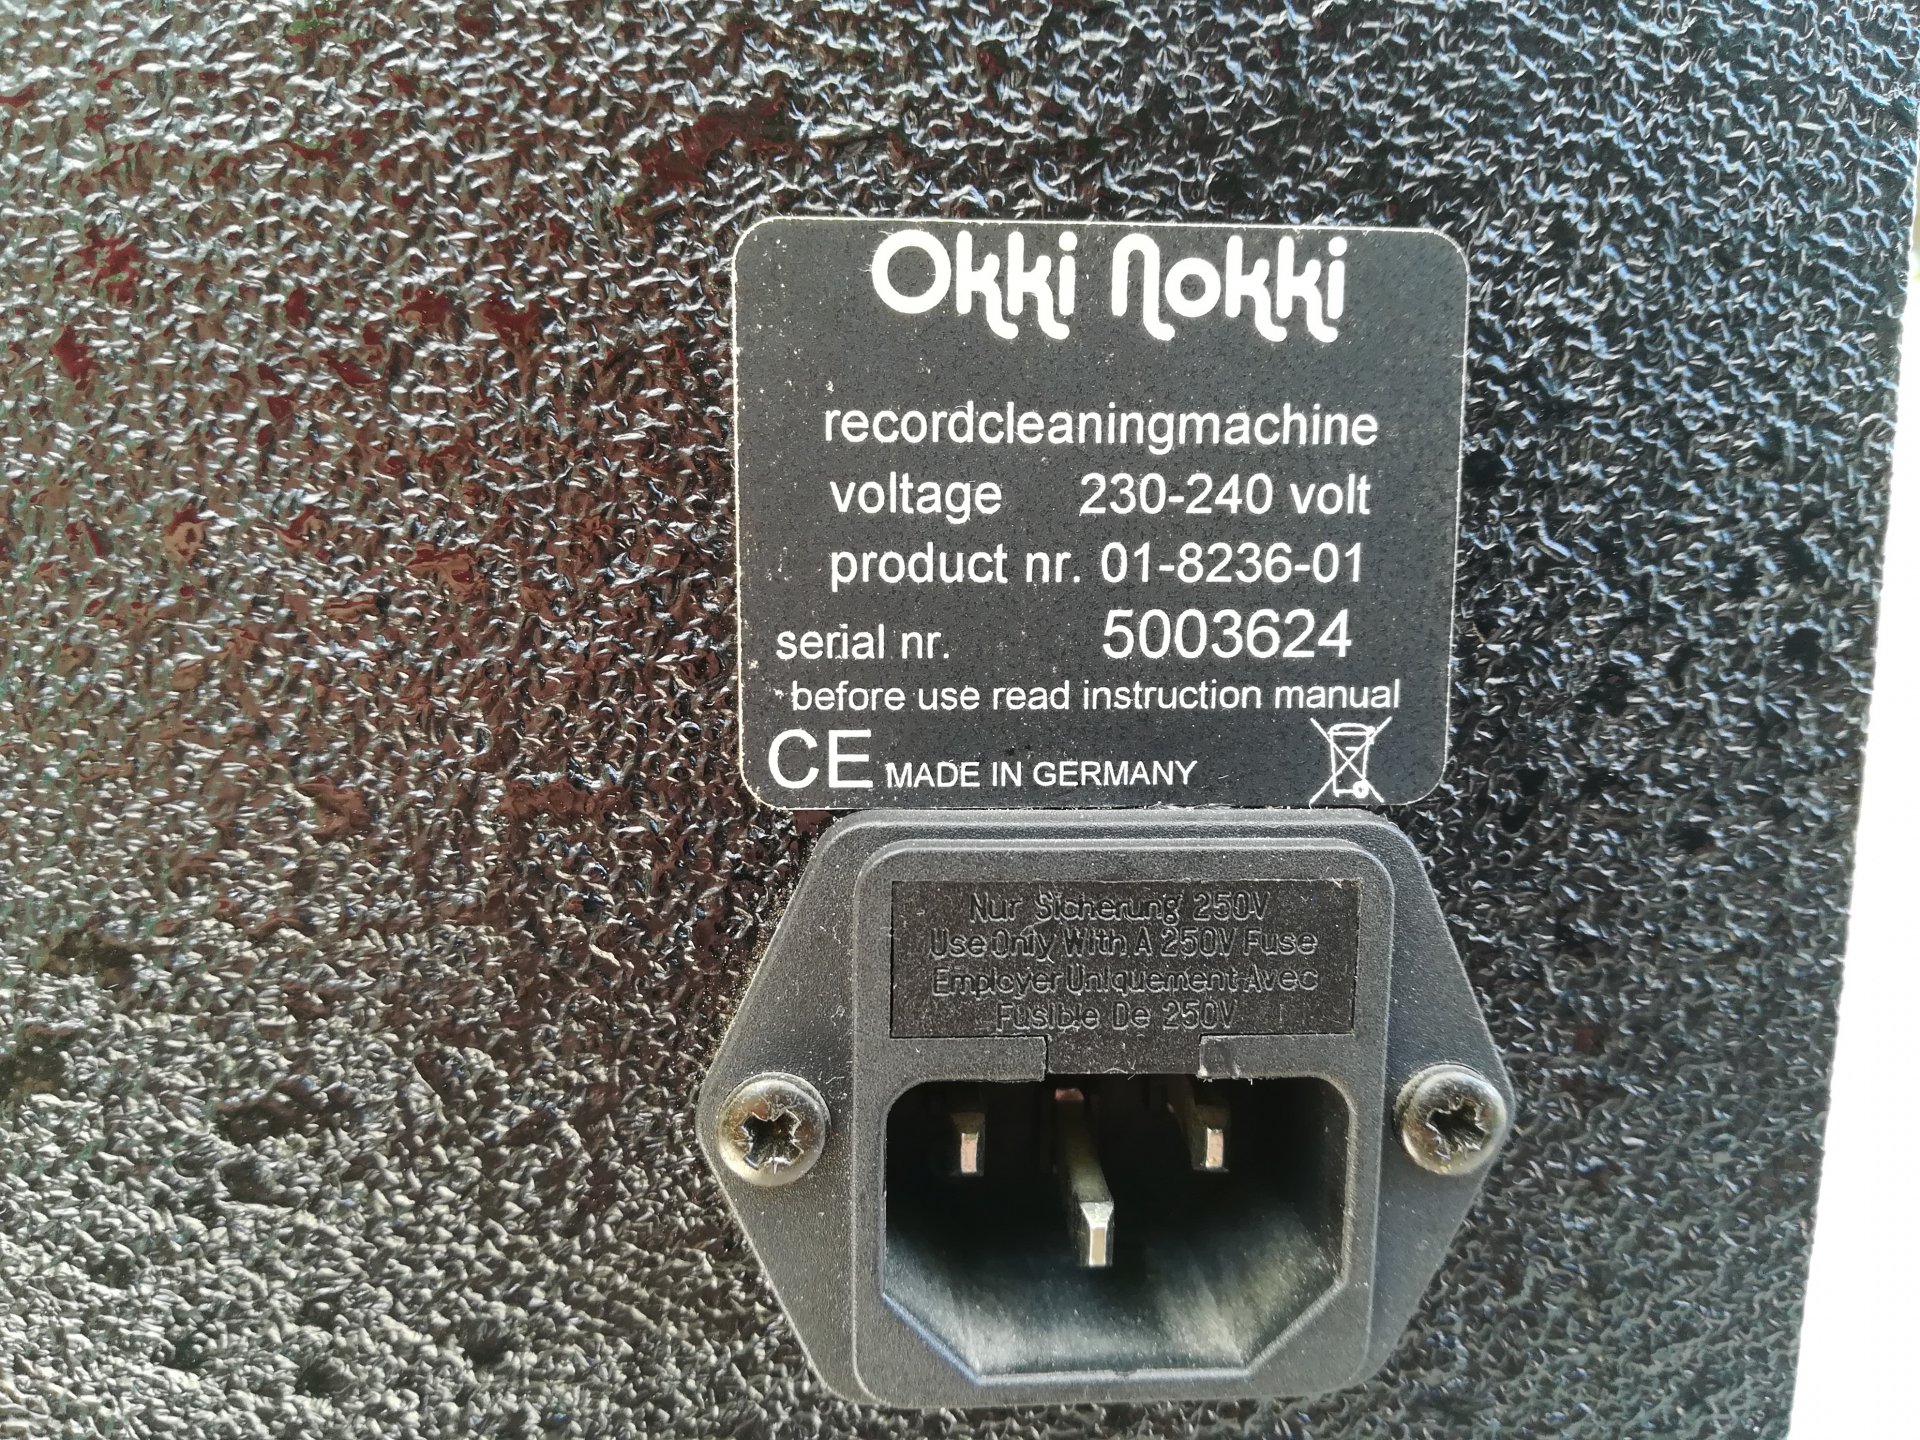 Okki Nokki
recordcleaningmachine
voltage 230-240 volt
product nr. 01-8236-01
serial nr. 5003624
before use read instruction manual
CE MADE IN GERMANY
Nur Sicherung 250V
Use Only With A 250V Fuse
Employer Uniquement Avec
Fusible De 250V